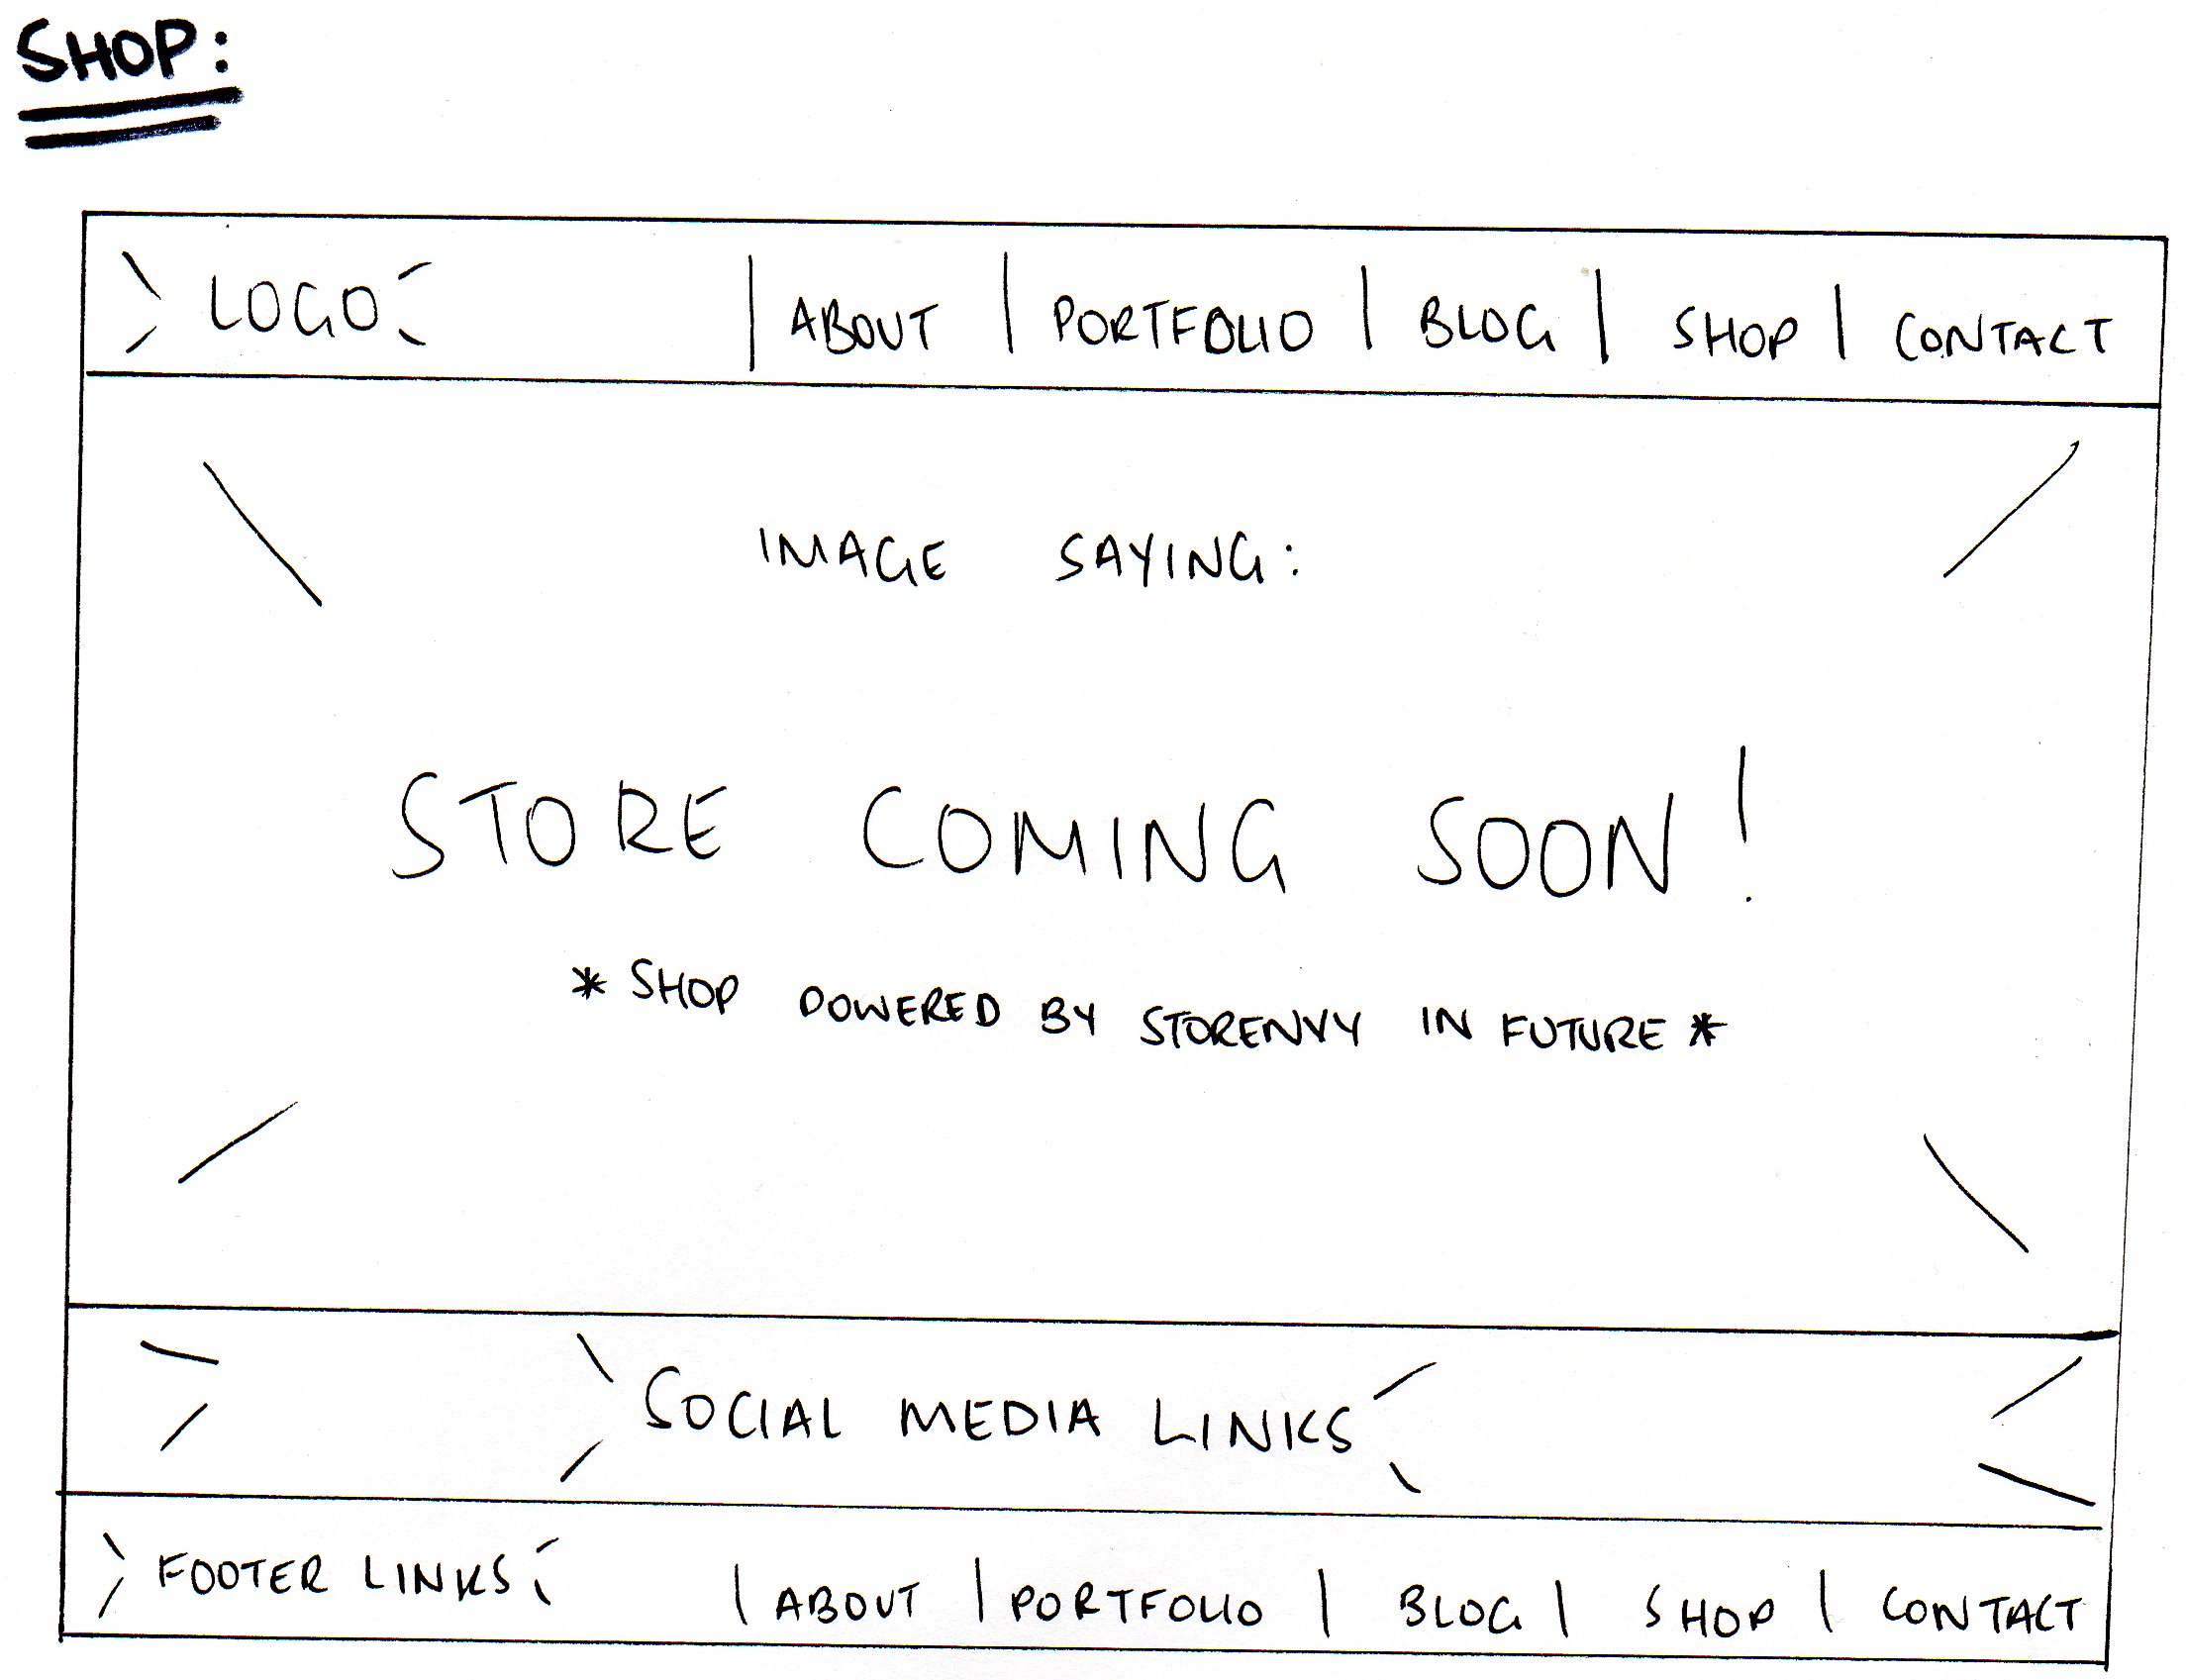 SHOP:
LOGO | ABOUT | PORTFOLIO | BLOG | SHOP | CONTACT
IMAGE SAYING:
STORE COMING SOON!
* SHOP POWERED BY STORENVY IN FUTURE *
SOCIAL MEDIA LINKS
FOOTER LINKS | ABOUT | PORTFOLIO | BLOG | SHOP | CONTACT